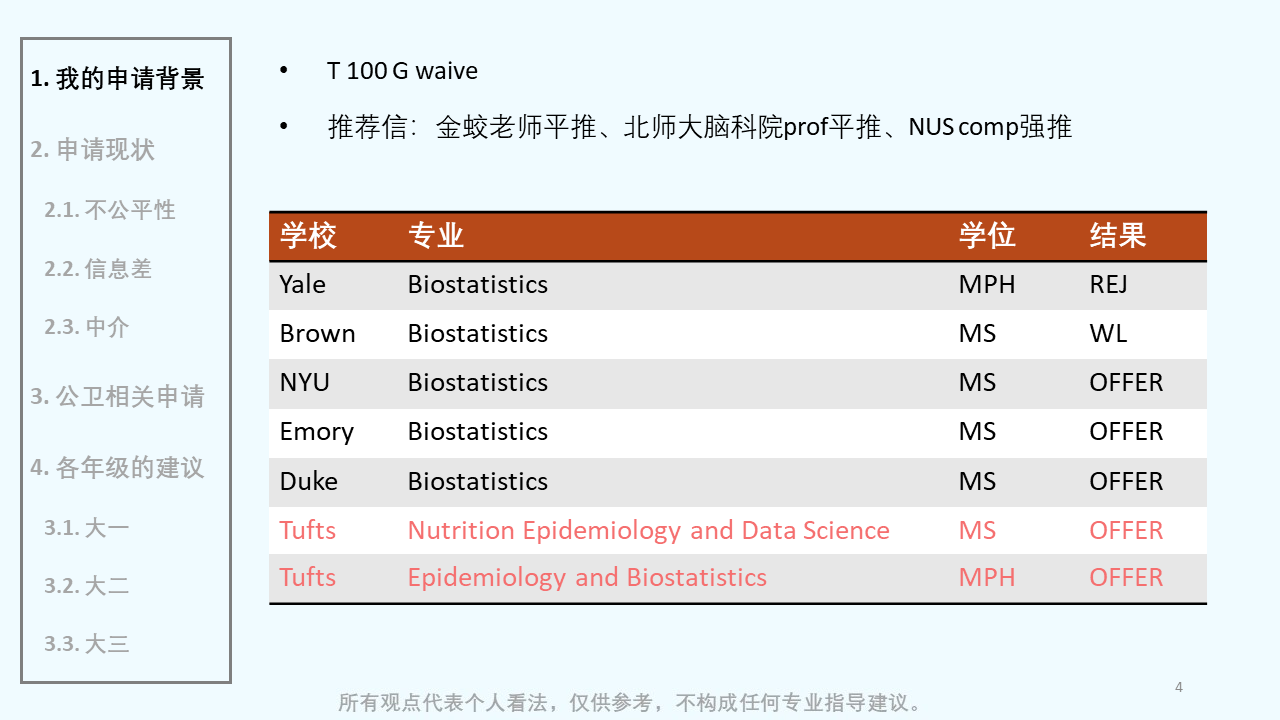 1. 我的申请背景
2. 申请现状
2.1. 不公平性
2.2. 信息差
2.3. 中介
3. 公卫相关申请
4. 各年级的建议
3.1. 大一
3.2. 大二
3.3. 大三
• T 100 G waive
• 推荐信：金蛟老师平推、北师大脑科院prof平推、NUS comp强推
学校 专业 学位 结果
Yale Biostatistics MPH REJ
Brown Biostatistics MS WL
NYU Biostatistics MS OFFER
Emory Biostatistics MS OFFER
Duke Biostatistics MS OFFER
Tufts Nutrition Epidemiology and Data Science MS OFFER
Tufts Epidemiology and Biostatistics MPH OFFER
所有观点代表个人看法，仅供参考，不构成任何专业指导建议。
4